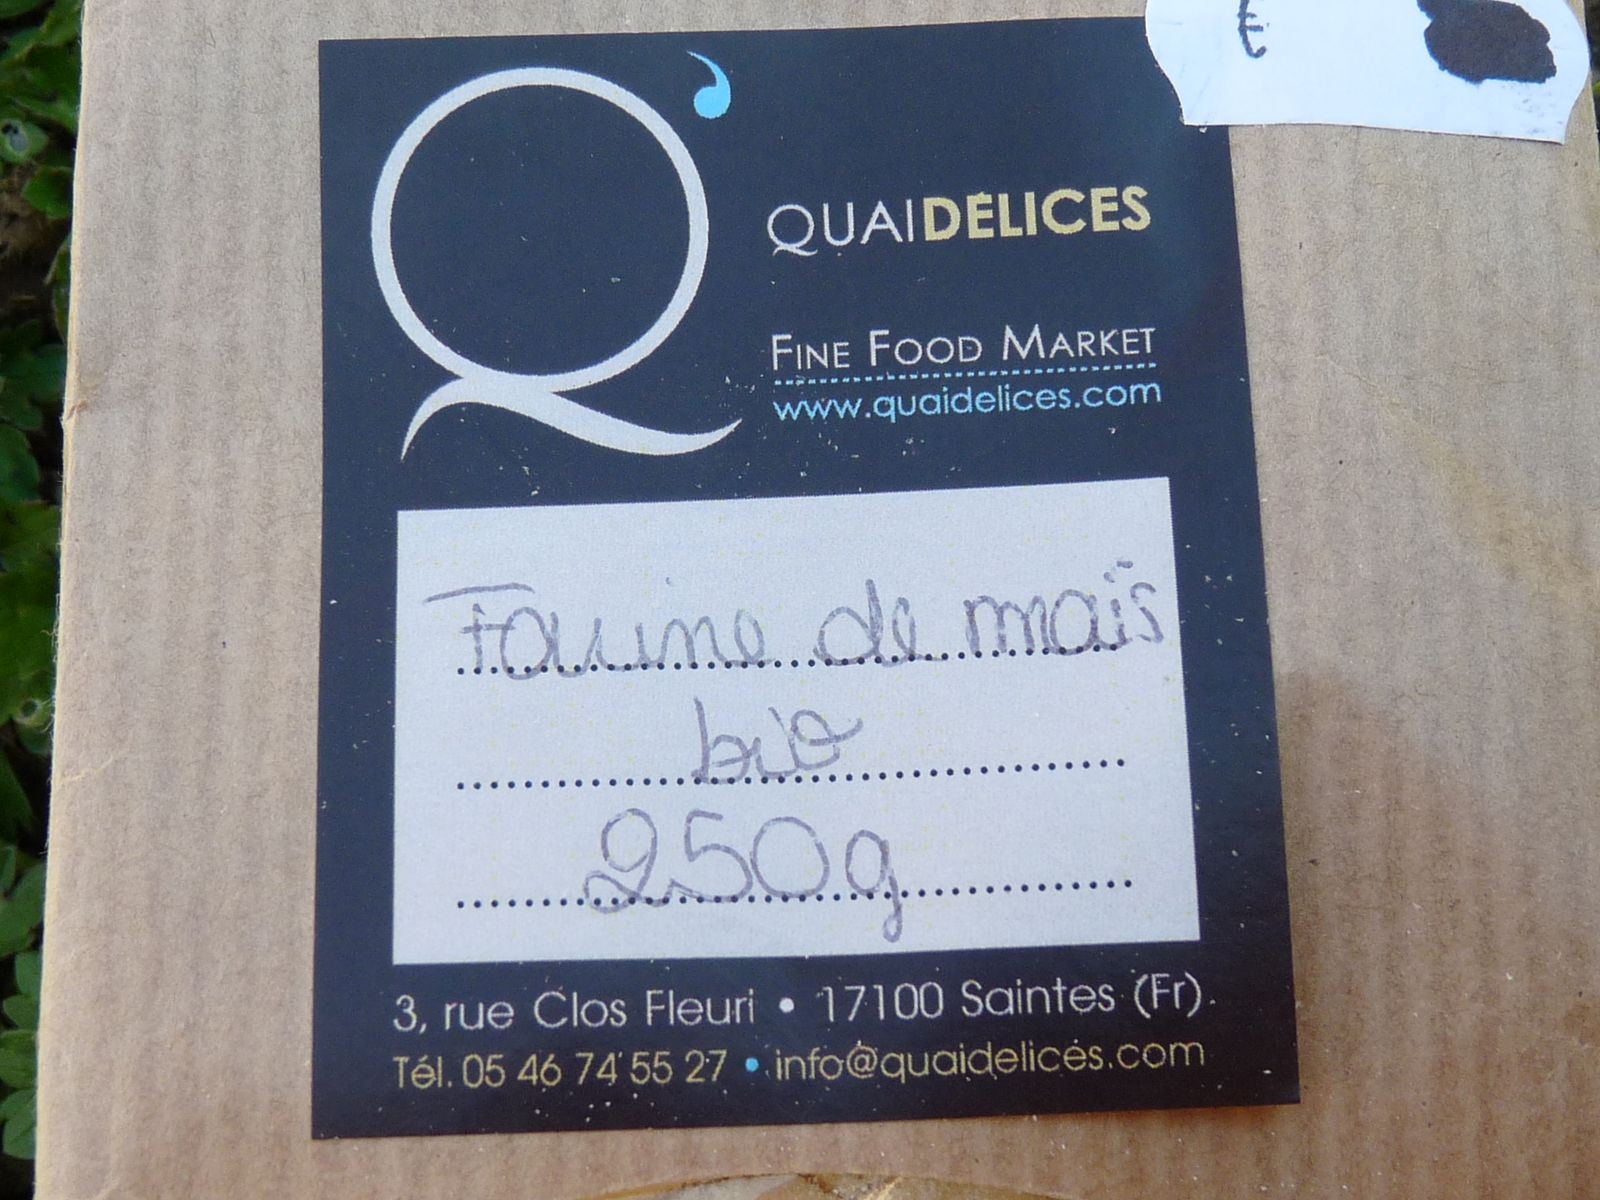 €
QUAIDÉLICES
FINE FOOD MARKET
www.quaidelices.com
Farine de maïs
bio
250g
3, rue Clos Fleuri • 17100 Saintes (Fr)
Tél. 05 46 74 55 27 • info@quaidelices.com